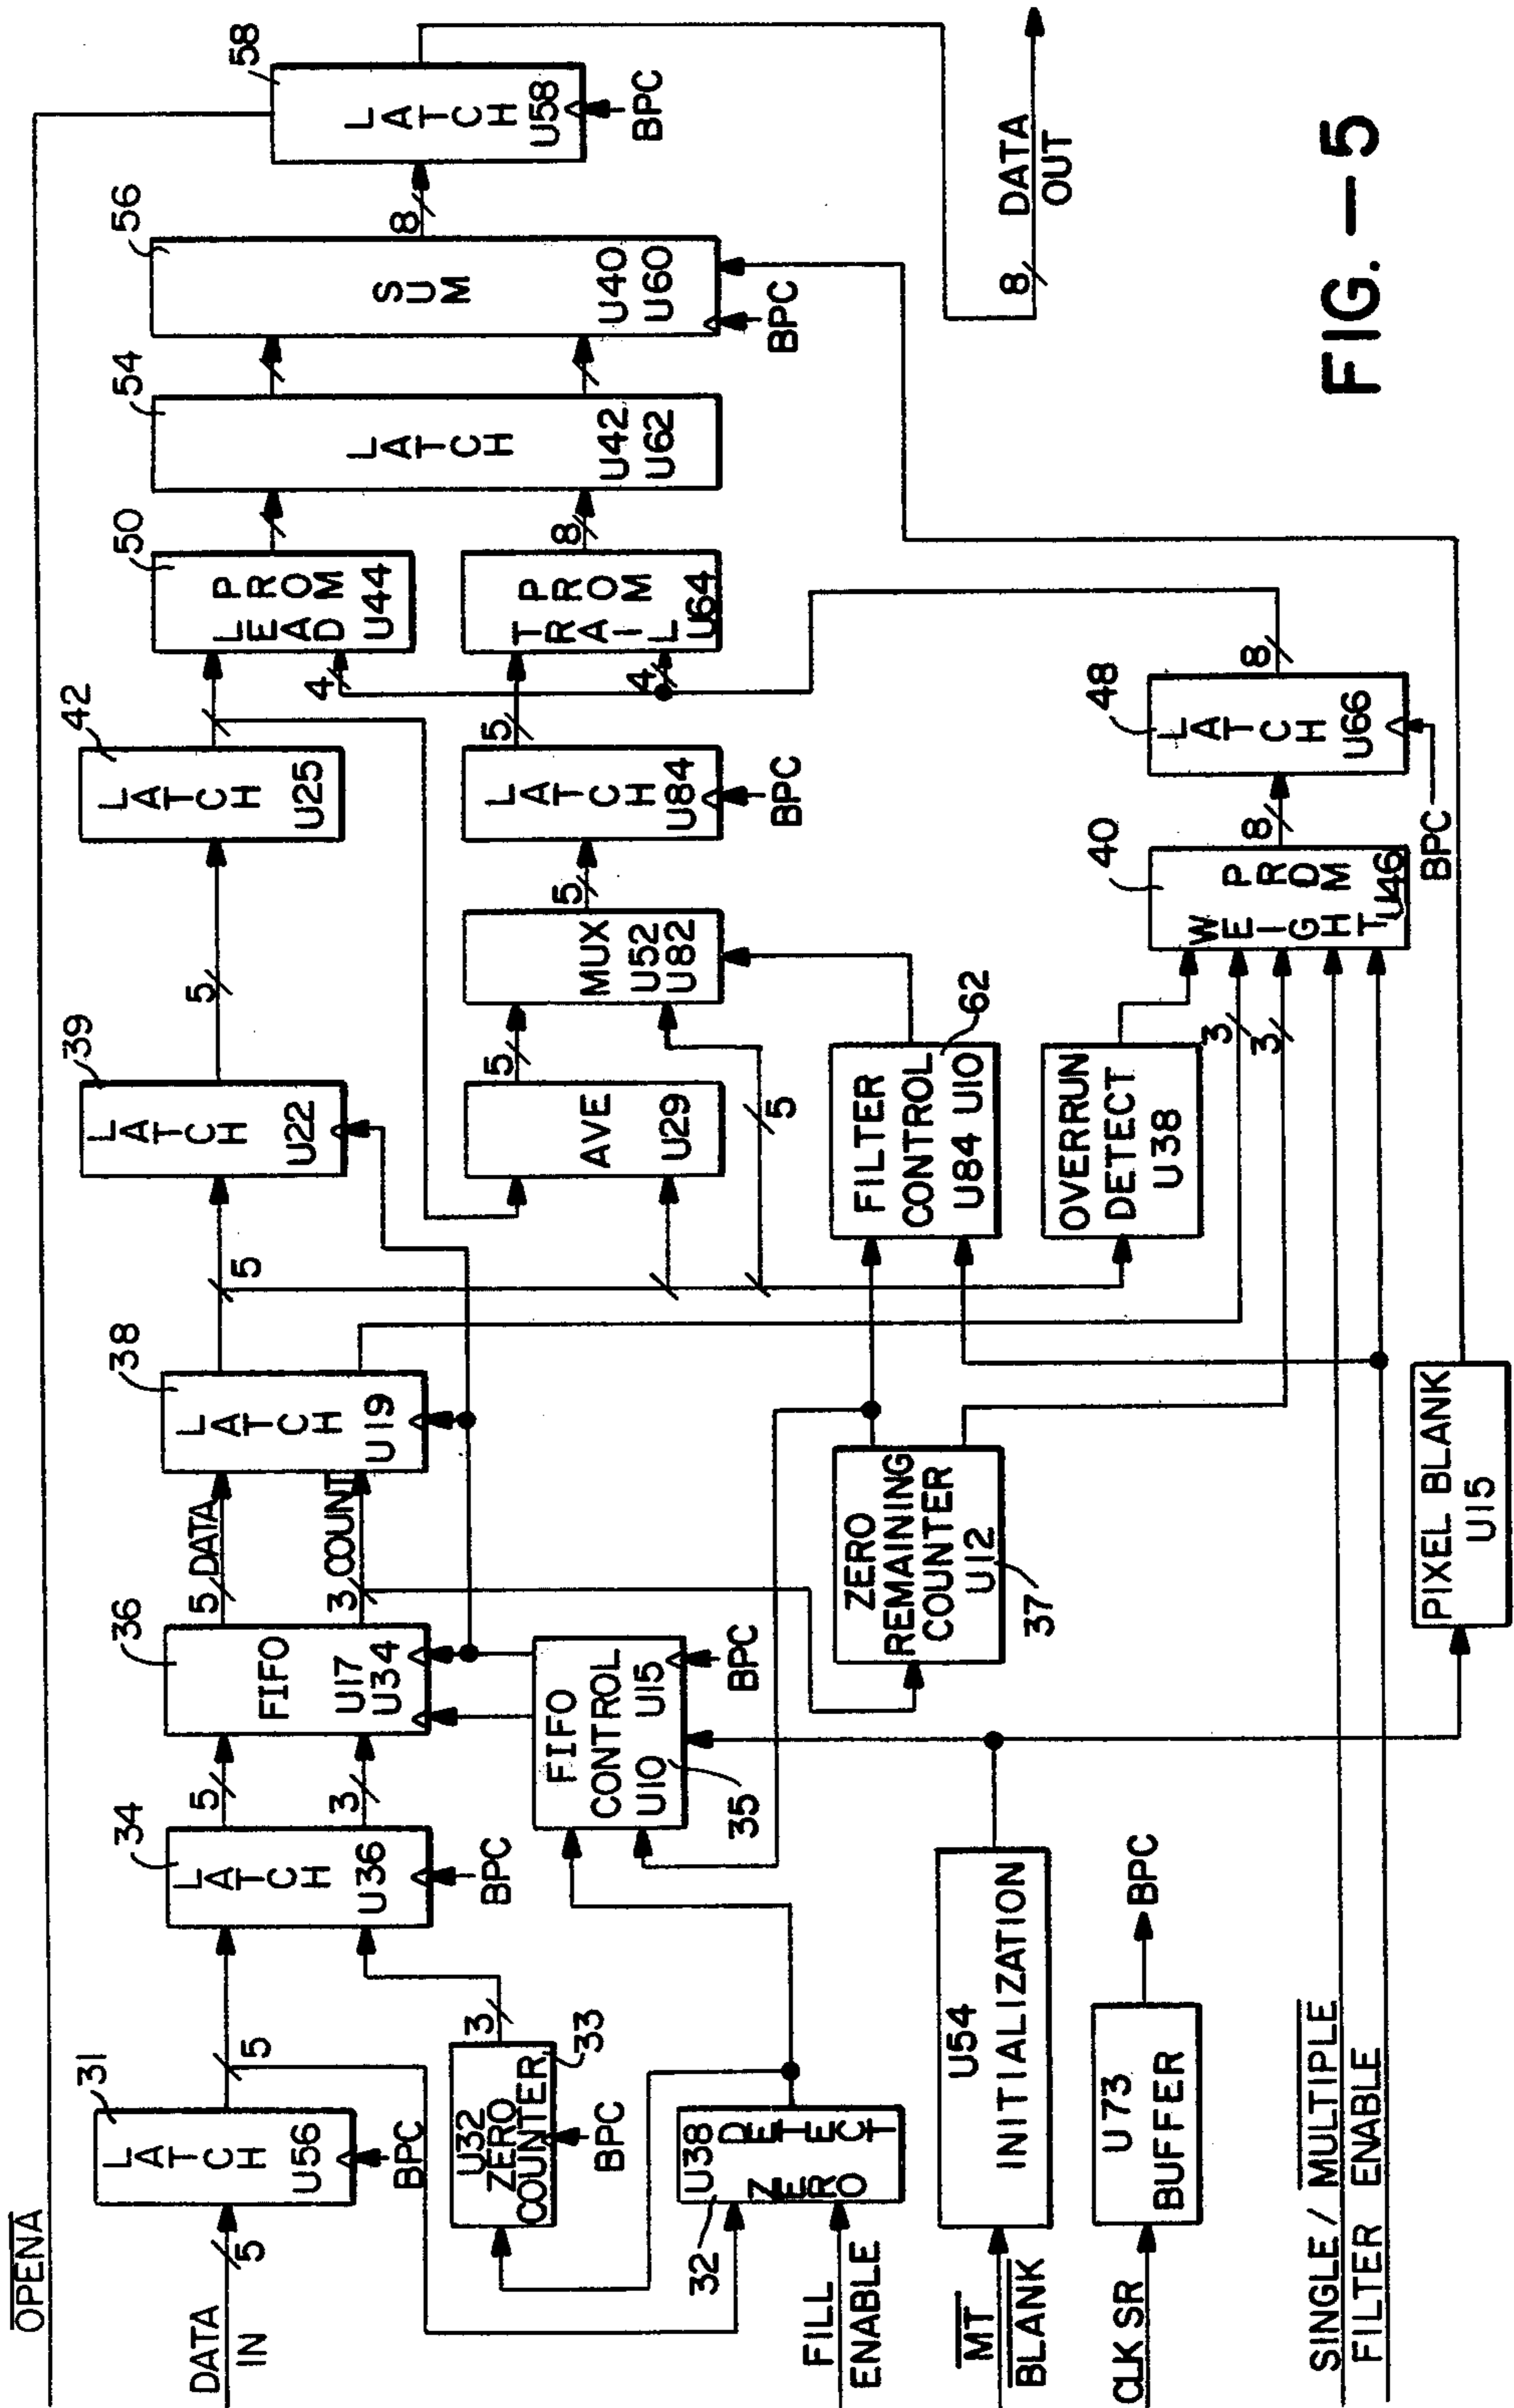 OPENA
DATA
IN
5
31
LATCH
U56
BPC
5
34
LATCH
U36
BPC
5
3
36
FIFO
U17
U34
5 DATA
3 COUNT
38
LATCH
U19
5
39
LATCH
U22
5
42
LATCH
U25
50
PROM
LEAD
U44
4
54
LATCH
U42
U62
56
SUM
U40
U60
BPC
8
58
LATCH
U58
BPC
8 DATA
OUT
U32
ZERO
COUNTER
33
3
BPC
U38
DETECT
ZERO
32
FILL
ENABLE
FIFO
CONTROL
U10 U15
35
BPC
AVE
U29
5
5
MUX
U52
U82
5
LATCH
U84
BPC
5
PROM
TRAIL
U64
4
8
ZERO
REMAINING
COUNTER
U12
37
FILTER
CONTROL
U84 U10
62
OVERRUN
DETECT
U38
3
3
40
PROM
WEIGHT
U46
8
48
LATCH
U66
BPC
8
MT
BLANK
U54
INITIALIZATION
CLK SR
U73
BUFFER
BPC
PIXEL BLANK
U15
SINGLE / MULTIPLE
FILTER ENABLE
FIG. — 5